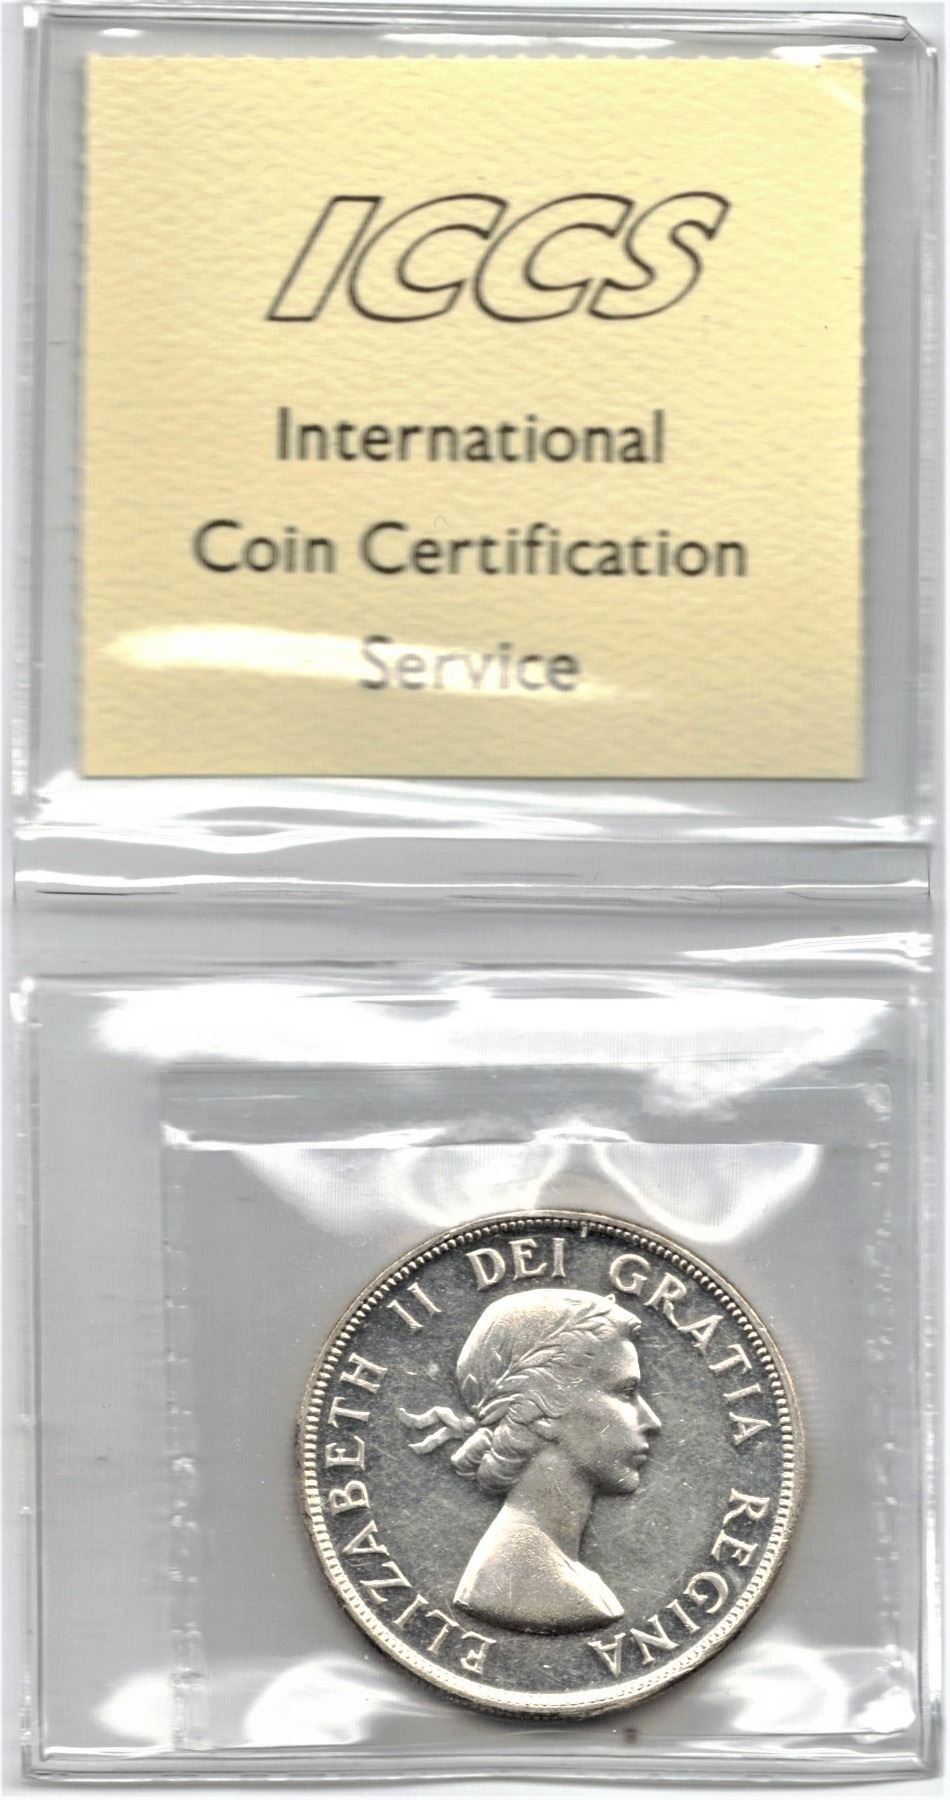 ICCS
International
Coin Certification
Service
ELIZABETH II DEI GRATIA REGINA